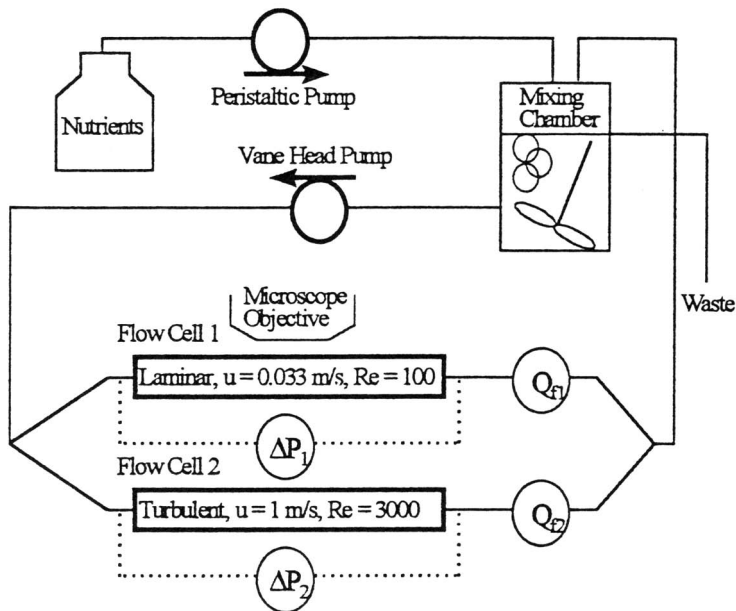 Peristaltic Pump
Nutrients
Mixing
Chamber
Vane Head Pump
Waste
Microscope
Objective
Flow Cell 1
Laminar, u = 0.033 m/s, Re = 100
Qf1
ΔP1
Flow Cell 2
Turbulent, u = 1 m/s, Re = 3000
Qf2
ΔP2